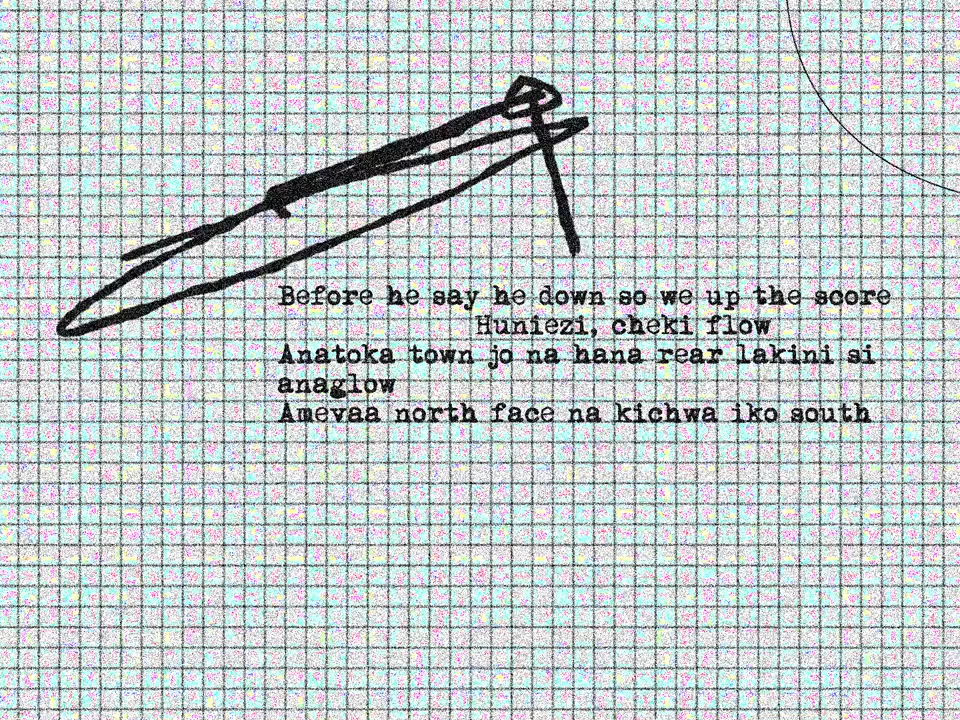 Before he say he down so we up the score
Huniezi, cheki flow
Anatoka town jo na hana rear lakini si
anaglow
Amevaa north face na kichwa iko south